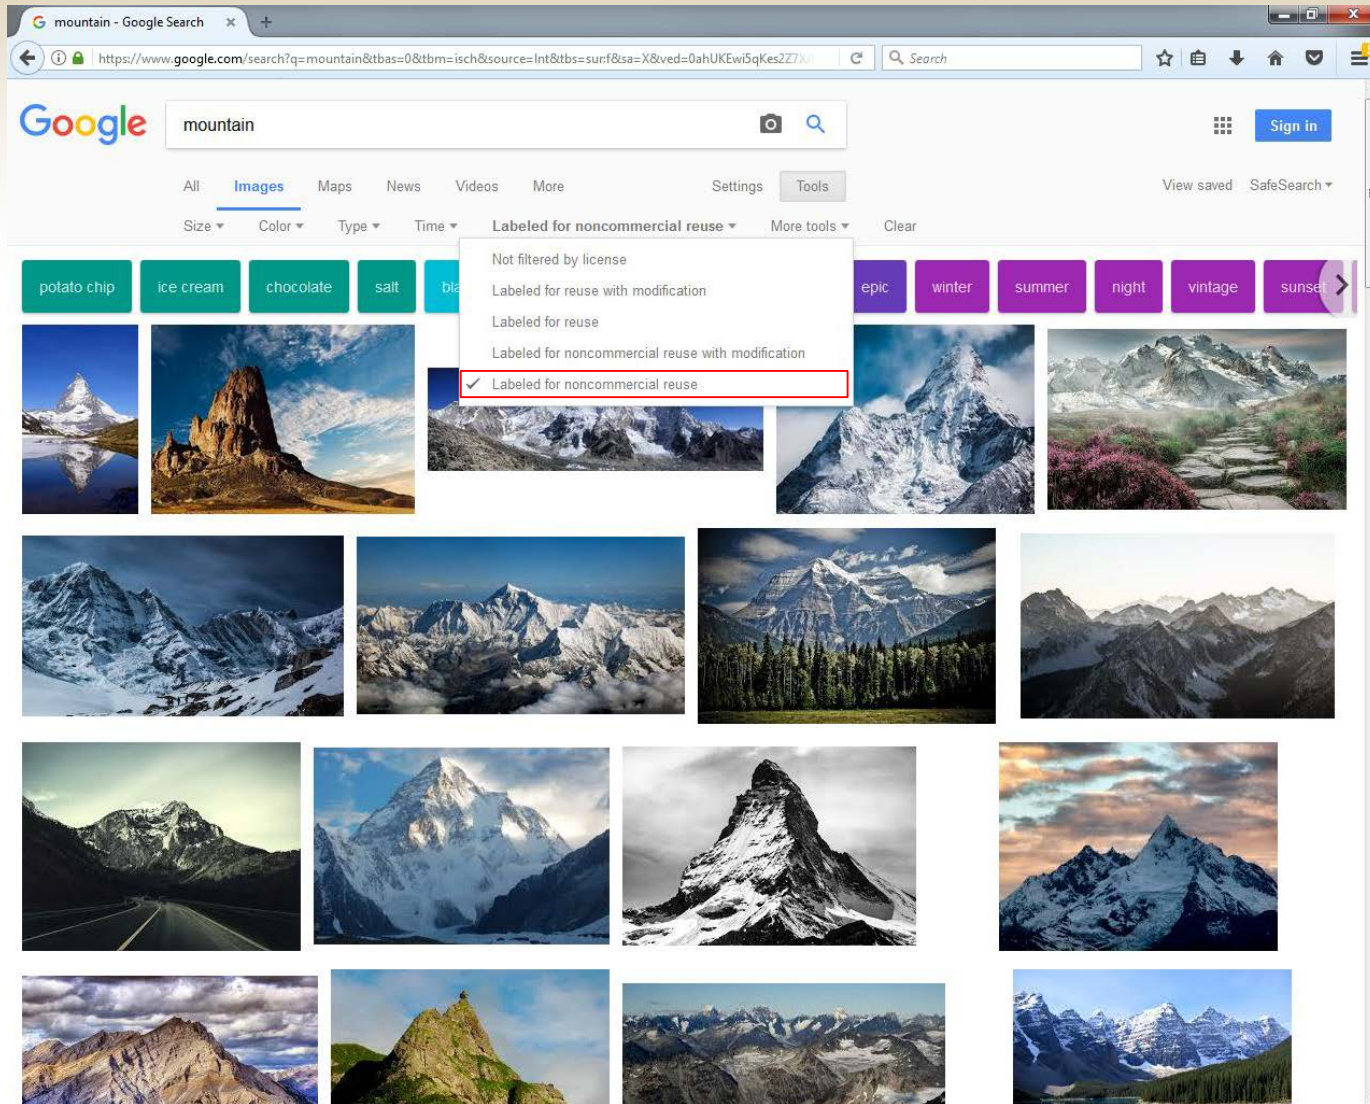 mountain - Google Search
https://www.google.com/search?q=mountain&tbas=0&tbm=isch&source=lnt&tbs=sur:f&sa=X&ved=0ahUKEwi5qKes2Z7
Search
Google
mountain
Sign in
All Images Maps News Videos More Settings Tools
View saved SafeSearch
Size Color Type Time Labeled for noncommercial reuse More tools Clear
Not filtered by license
Labeled for reuse with modification
Labeled for reuse
Labeled for noncommercial reuse with modification
Labeled for noncommercial reuse
potato chip ice cream chocolate salt epic winter summer night vintage sunset